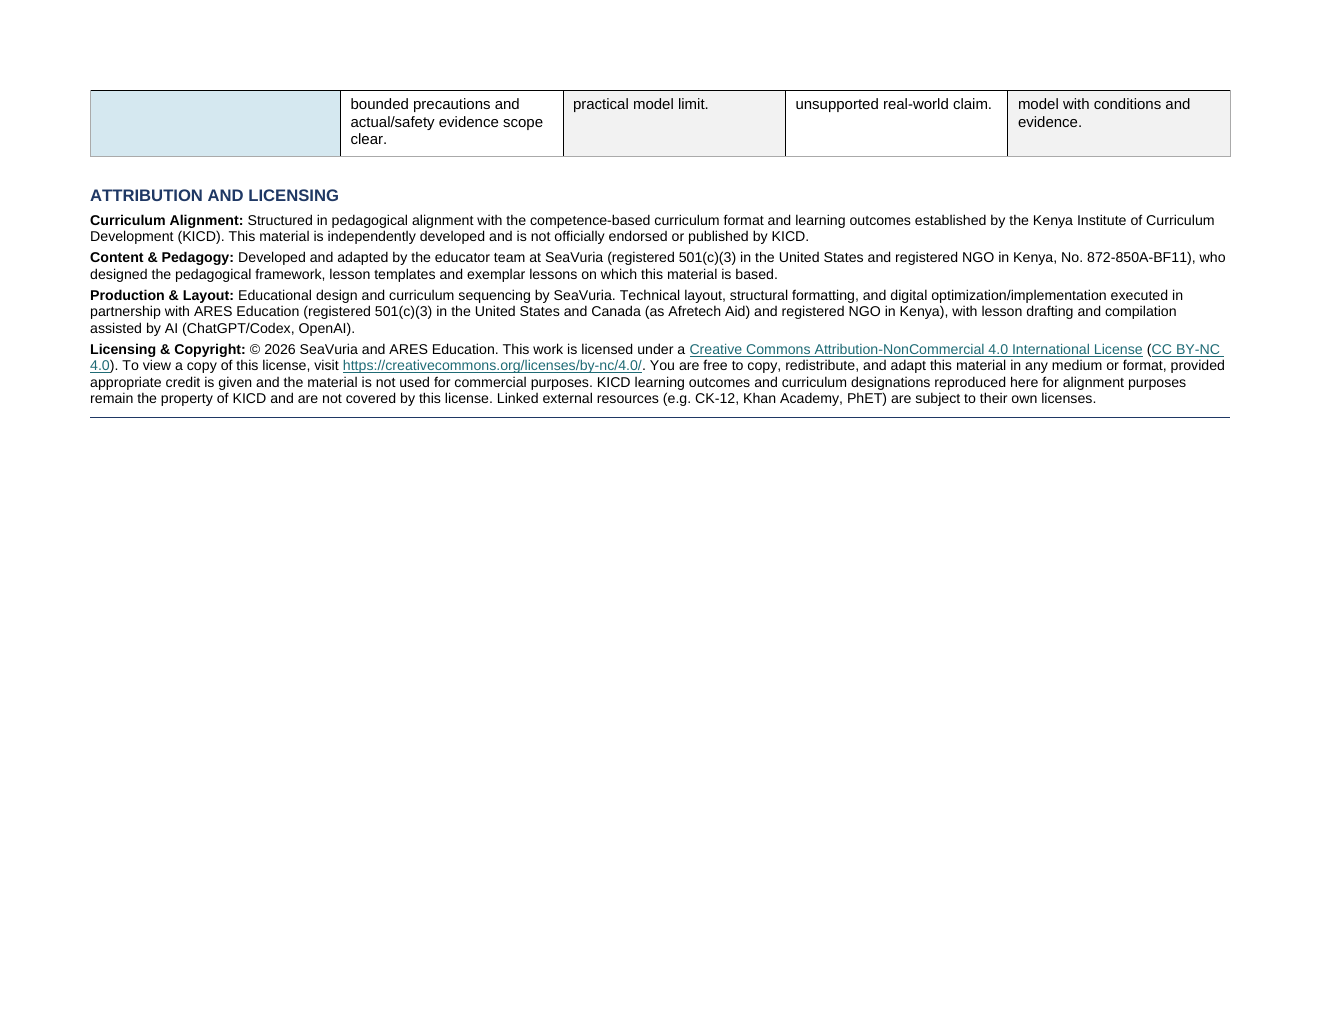 bounded precautions and
actual/safety evidence scope
clear.
practical model limit.
unsupported real-world claim.
model with conditions and
evidence.
ATTRIBUTION AND LICENSING
Curriculum Alignment: Structured in pedagogical alignment with the competence-based curriculum format and learning outcomes established by the Kenya Institute of Curriculum
Development (KICD). This material is independently developed and is not officially endorsed or published by KICD.
Content & Pedagogy: Developed and adapted by the educator team at SeaVuria (registered 501(c)(3) in the United States and registered NGO in Kenya, No. 872-850A-BF11), who
designed the pedagogical framework, lesson templates and exemplar lessons on which this material is based.
Production & Layout: Educational design and curriculum sequencing by SeaVuria. Technical layout, structural formatting, and digital optimization/implementation executed in
partnership with ARES Education (registered 501(c)(3) in the United States and Canada (as Afretech Aid) and registered NGO in Kenya), with lesson drafting and compilation
assisted by AI (ChatGPT/Codex, OpenAI).
Licensing & Copyright: © 2026 SeaVuria and ARES Education. This work is licensed under a Creative Commons Attribution-NonCommercial 4.0 International License (CC BY-NC
4.0). To view a copy of this license, visit https://creativecommons.org/licenses/by-nc/4.0/. You are free to copy, redistribute, and adapt this material in any medium or format, provided
appropriate credit is given and the material is not used for commercial purposes. KICD learning outcomes and curriculum designations reproduced here for alignment purposes
remain the property of KICD and are not covered by this license. Linked external resources (e.g. CK-12, Khan Academy, PhET) are subject to their own licenses.